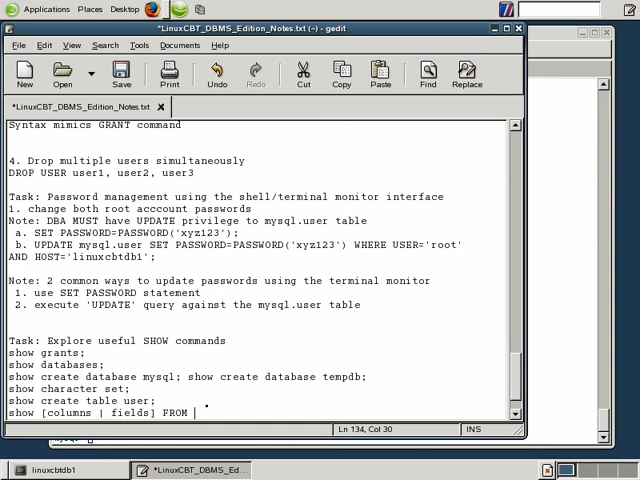 Applications Places Desktop
*LinuxCBT_DBMS_Edition_Notes.txt (~) - gedit
File Edit View Search Tools Documents Help
New Open Save Print Undo Redo Cut Copy Paste Find Replace
*LinuxCBT_DBMS_Edition_Notes.txt
Syntax mimics GRANT command
4. Drop multiple users simultaneously
DROP USER user1, user2, user3
Task: Password management using the shell/terminal monitor interface
1. change both root acccount passwords
Note: DBA MUST have UPDATE privilege to mysql.user table
a. SET PASSWORD=PASSWORD('xyz123');
b. UPDATE mysql.user SET PASSWORD=PASSWORD('xyz123') WHERE USER='root'
AND HOST='linuxcbtdb1';
Note: 2 common ways to update passwords using the terminal monitor
1. use SET PASSWORD statement
2. execute 'UPDATE' query against the mysql.user table
Task: Explore useful SHOW commands
show grants;
show databases;
show create database mysql; show create database tempdb;
show character set;
show create table user;
show [columns | fields] FROM
Ln 134, Col 30 INS
linuxcbtdb1 *LinuxCBT_DBMS_Ed...